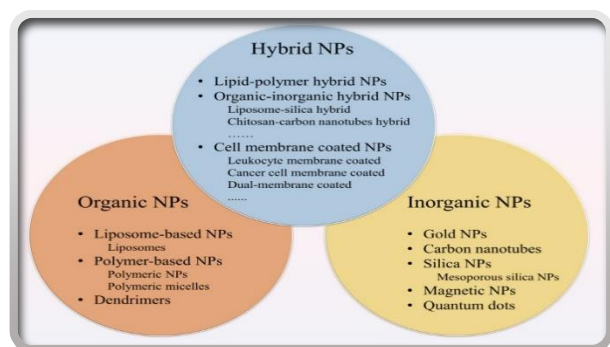 Hybrid NPs
• Lipid-polymer hybrid NPs
• Organic-inorganic hybrid NPs
Liposome-silica hybrid
Chitosan-carbon nanotubes hybrid
……
• Cell membrane coated NPs
Leukocyte membrane coated
Cancer cell membrane coated
Dual-membrane coated
......
Organic NPs
• Liposome-based NPs
Liposomes
• Polymer-based NPs
Polymeric NPs
Polymeric micelles
• Dendrimers
Inorganic NPs
• Gold NPs
• Carbon nanotubes
• Silica NPs
Mesoporous silica NPs
• Magnetic NPs
• Quantum dots